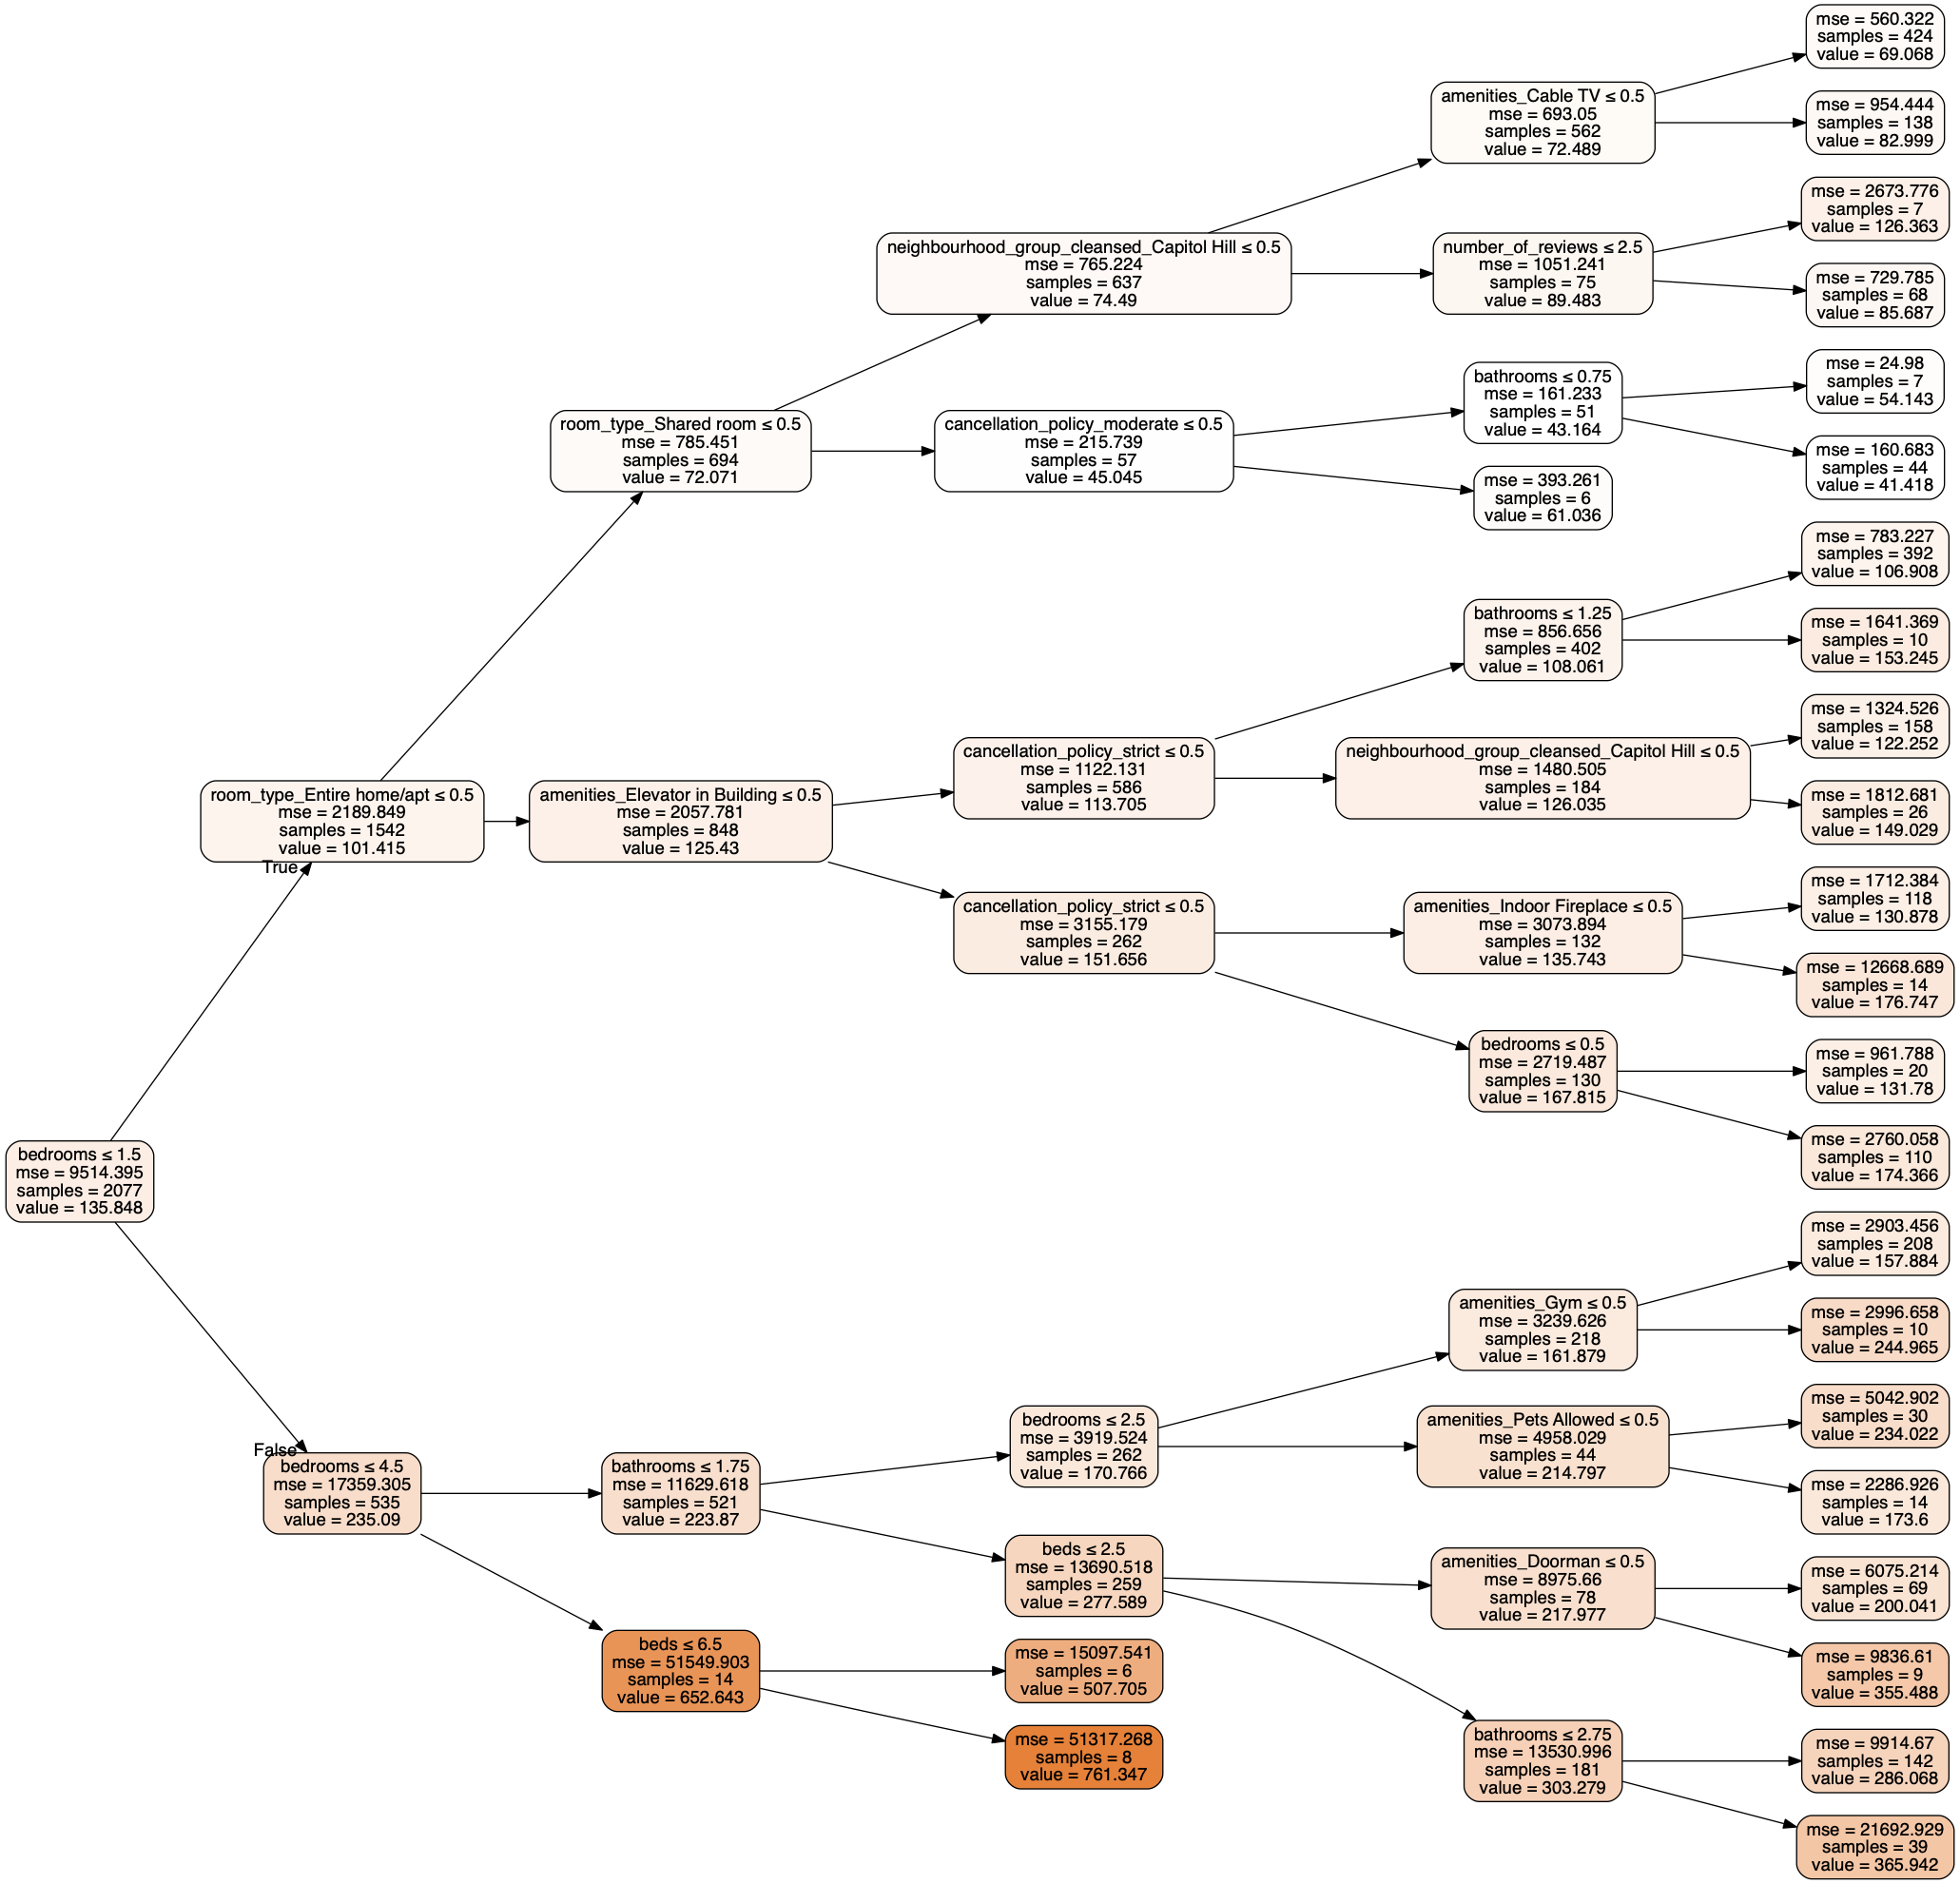 mse = 560.322
samples = 424
value = 69.068
amenities_Cable TV ≤ 0.5
mse = 693.05
samples = 562
value = 72.489
mse = 954.444
samples = 138
value = 82.999
mse = 2673.776
samples = 7
value = 126.363
neighbourhood_group_cleansed_Capitol Hill ≤ 0.5
mse = 765.224
samples = 637
value = 74.49
number_of_reviews ≤ 2.5
mse = 1051.241
samples = 75
value = 89.483
mse = 729.785
samples = 68
value = 85.687
mse = 24.98
samples = 7
value = 54.143
bathrooms ≤ 0.75
mse = 161.233
samples = 51
value = 43.164
room_type_Shared room ≤ 0.5
mse = 785.451
samples = 694
value = 72.071
cancellation_policy_moderate ≤ 0.5
mse = 215.739
samples = 57
value = 45.045
mse = 160.683
samples = 44
value = 41.418
mse = 393.261
samples = 6
value = 61.036
mse = 783.227
samples = 392
value = 106.908
bathrooms ≤ 1.25
mse = 856.656
samples = 402
value = 108.061
mse = 1641.369
samples = 10
value = 153.245
cancellation_policy_strict ≤ 0.5
mse = 1122.131
samples = 586
value = 113.705
neighbourhood_group_cleansed_Capitol Hill ≤ 0.5
mse = 1480.505
samples = 184
value = 126.035
mse = 1324.526
samples = 158
value = 122.252
room_type_Entire home/apt ≤ 0.5
mse = 2189.849
samples = 1542
value = 101.415
True
amenities_Elevator in Building ≤ 0.5
mse = 2057.781
samples = 848
value = 125.43
mse = 1812.681
samples = 26
value = 149.029
cancellation_policy_strict ≤ 0.5
mse = 3155.179
samples = 262
value = 151.656
amenities_Indoor Fireplace ≤ 0.5
mse = 3073.894
samples = 132
value = 135.743
mse = 1712.384
samples = 118
value = 130.878
mse = 12668.689
samples = 14
value = 176.747
bedrooms ≤ 0.5
mse = 2719.487
samples = 130
value = 167.815
mse = 961.788
samples = 20
value = 131.78
mse = 2760.058
samples = 110
value = 174.366
bedrooms ≤ 1.5
mse = 9514.395
samples = 2077
value = 135.848
mse = 2903.456
samples = 208
value = 157.884
amenities_Gym ≤ 0.5
mse = 3239.626
samples = 218
value = 161.879
mse = 2996.658
samples = 10
value = 244.965
bedrooms ≤ 2.5
mse = 3919.524
samples = 262
value = 170.766
amenities_Pets Allowed ≤ 0.5
mse = 4958.029
samples = 44
value = 214.797
mse = 5042.902
samples = 30
value = 234.022
False
bedrooms ≤ 4.5
mse = 17359.305
samples = 535
value = 235.09
bathrooms ≤ 1.75
mse = 11629.618
samples = 521
value = 223.87
mse = 2286.926
samples = 14
value = 173.6
beds ≤ 2.5
mse = 13690.518
samples = 259
value = 277.589
amenities_Doorman ≤ 0.5
mse = 8975.66
samples = 78
value = 217.977
mse = 6075.214
samples = 69
value = 200.041
beds ≤ 6.5
mse = 51549.903
samples = 14
value = 652.643
mse = 15097.541
samples = 6
value = 507.705
mse = 9836.61
samples = 9
value = 355.488
mse = 51317.268
samples = 8
value = 761.347
bathrooms ≤ 2.75
mse = 13530.996
samples = 181
value = 303.279
mse = 9914.67
samples = 142
value = 286.068
mse = 21692.929
samples = 39
value = 365.942